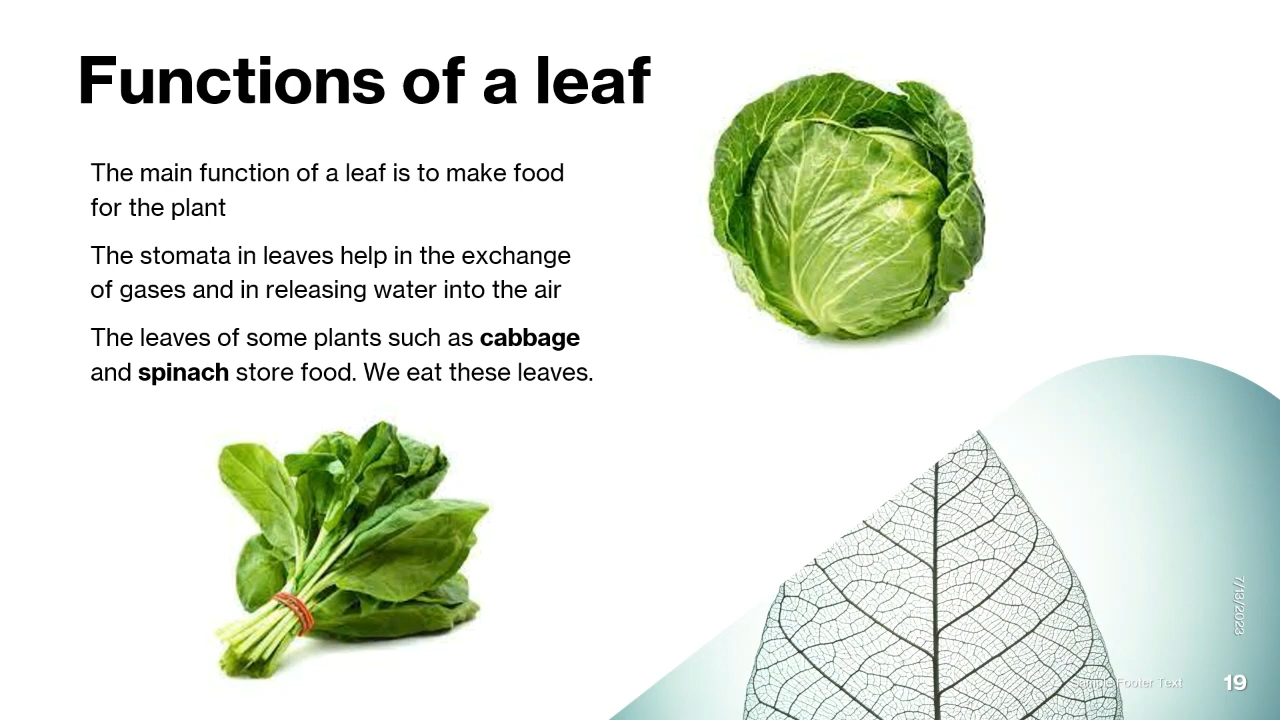 Functions of a leaf
The main function of a leaf is to make food
for the plant
The stomata in leaves help in the exchange
of gases and in releasing water into the air
The leaves of some plants such as cabbage
and spinach store food. We eat these leaves.
7/13/2023
Sample Footer Text
19